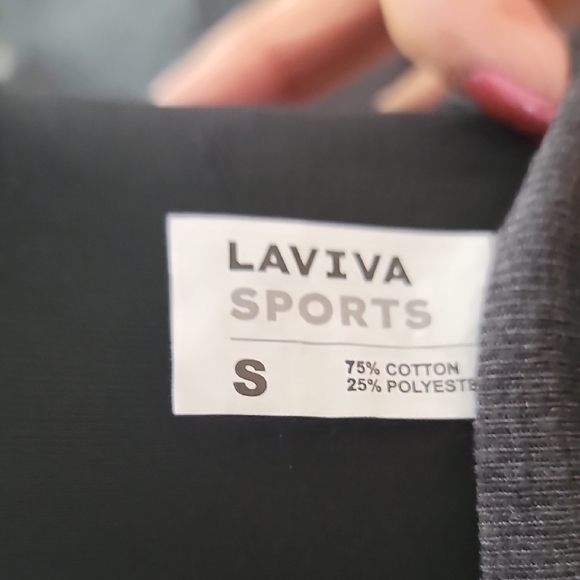 LAVIVA
SPORTS
S
75% COTTON
25% POLYESTE